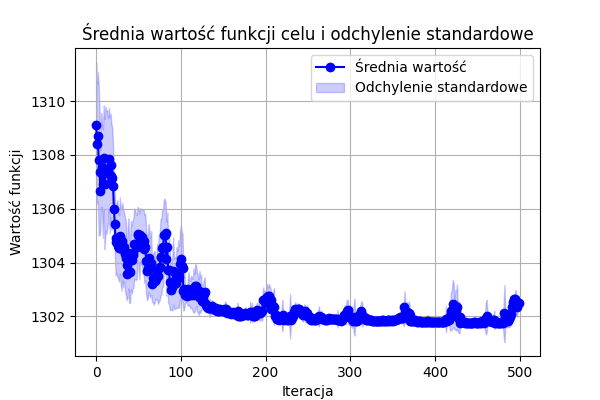 Średnia wartość funkcji celu i odchylenie standardowe
Średnia wartość
Odchylenie standardowe
Wartość funkcji
1310
1308
1306
1304
1302
0 100 200 300 400 500
Iteracja